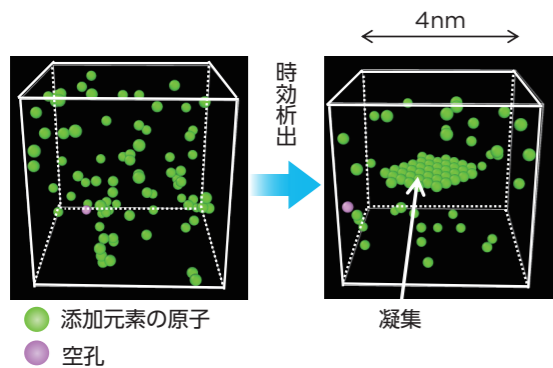 4nm
時効析出
凝集
添加元素の原子
空孔